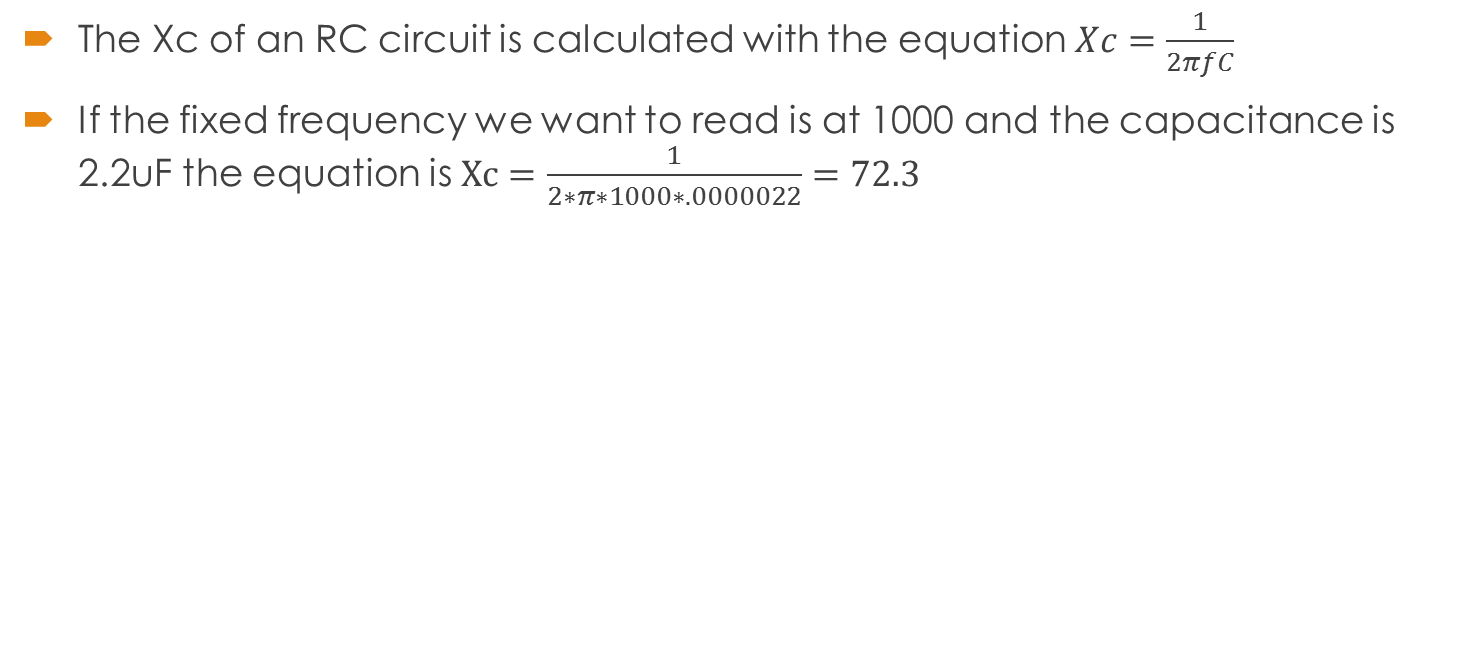 The Xc of an RC circuit is calculated with the equation Xc = 1/(2πfC)
If the fixed frequency we want to read is at 1000 and the capacitance is
2.2uF the equation is Xc = 1/(2*π*1000*.0000022) = 72.3